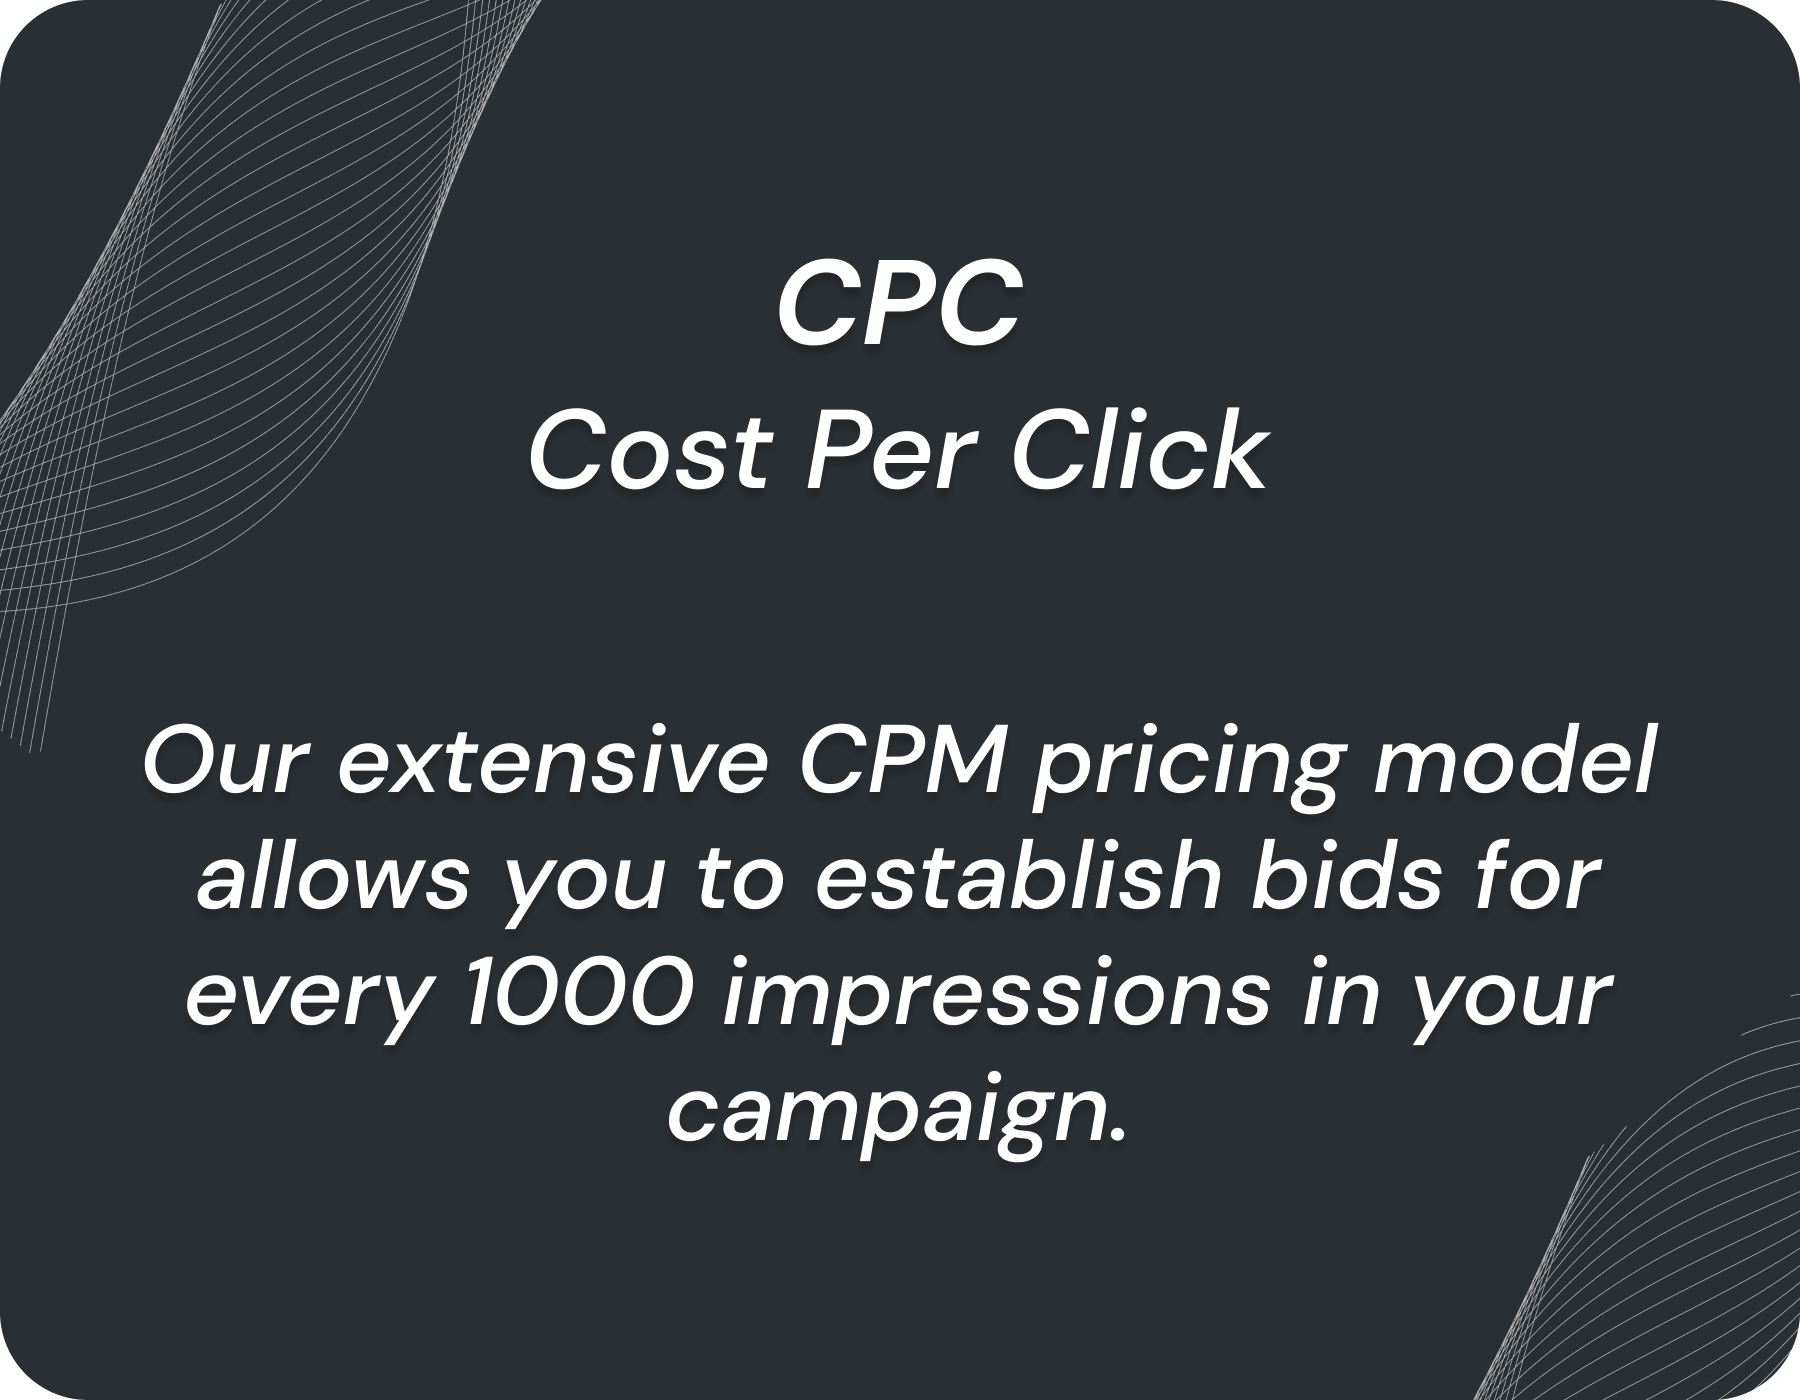 CPC
Cost Per Click
Our extensive CPM pricing model
allows you to establish bids for
every 1000 impressions in your
campaign.